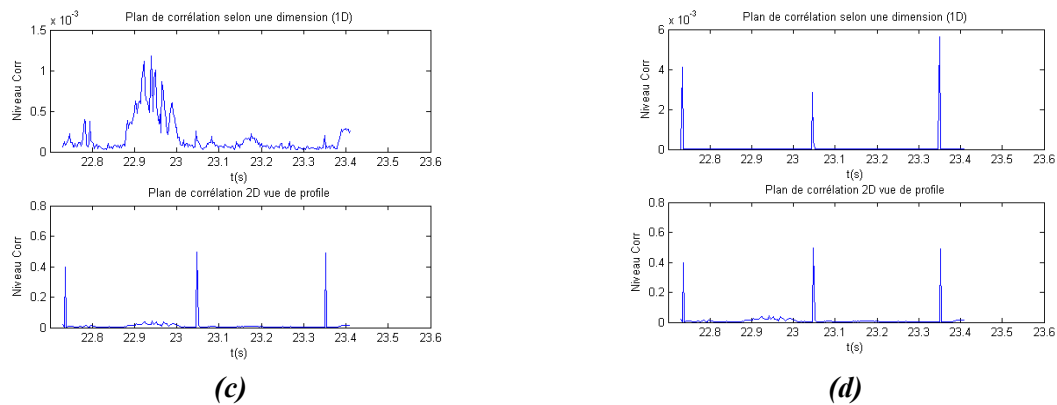 Plan de corrélation selon une dimension (1D)
x 10-3
1.5
1
0.5
0
Niveau Corr
22.8 22.9 23 23.1 23.2 23.3 23.4 23.5 23.6
t(s)
Plan de corrélation 2D vue de profile
0.8
0.6
0.4
0.2
0
Niveau Corr
22.8 22.9 23 23.1 23.2 23.3 23.4 23.5 23.6
t(s)
(c)
Plan de corrélation selon une dimension (1D)
x 10-3
6
4
2
0
Niveau Corr
22.8 22.9 23 23.1 23.2 23.3 23.4 23.5 23.6
t(s)
Plan de corrélation 2D vue de profile
0.8
0.6
0.4
0.2
0
Niveau Corr
22.8 22.9 23 23.1 23.2 23.3 23.4 23.5 23.6
t(s)
(d)